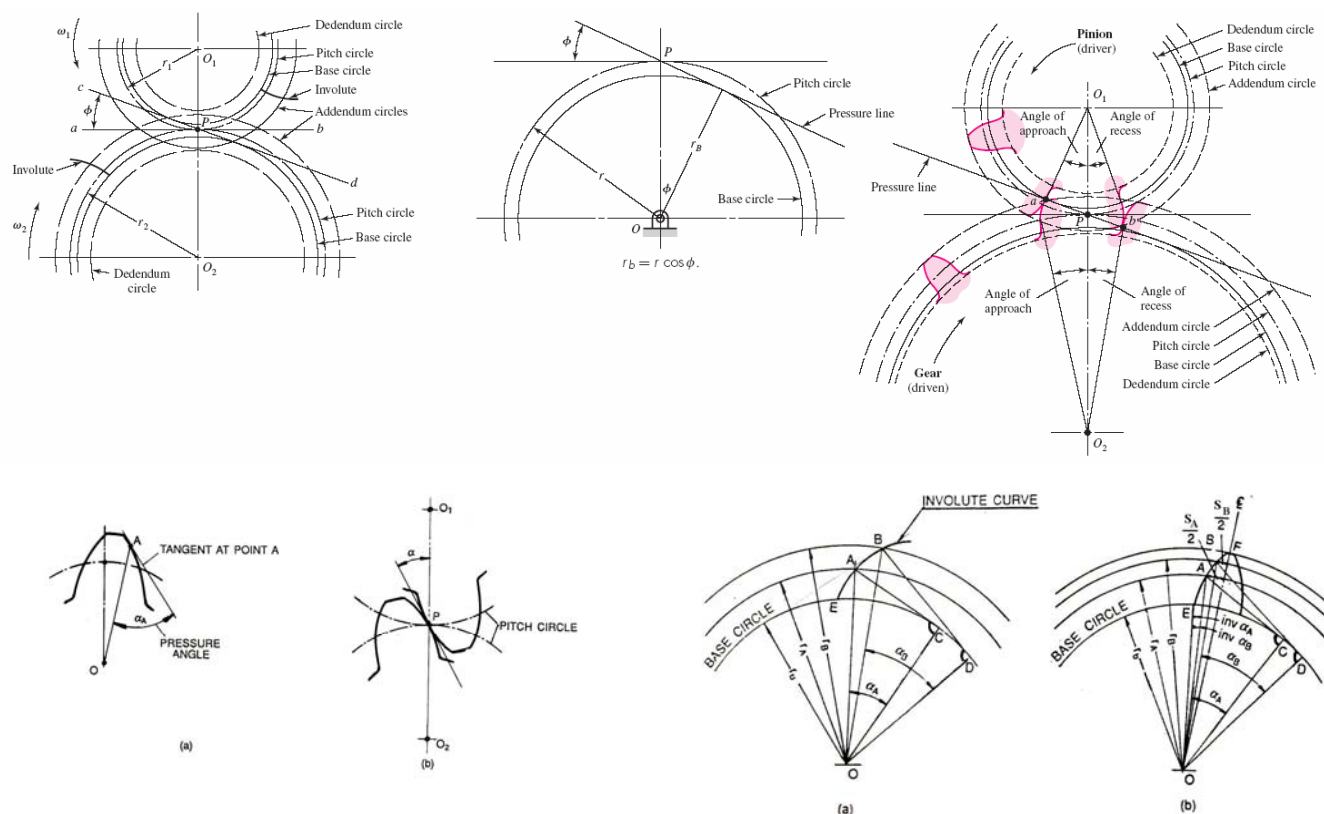 ω1
Dedendum circle
O1
Pitch circle
r1
Base circle
Involute
c
Addendum circles
ϕ
P
a
b
Involute
d
r2
Pitch circle
ω2
Base circle
O2
Dedendum
circle
ϕ
P
Pitch circle
Pressure line
rB
r
ϕ
Base circle
O
rb = r cos ϕ.
Pinion
(driver)
Dedendum circle
Base circle
Pitch circle
Addendum circle
O1
Angle of
approach
Angle of
recess
Pressure line
a
P
b
Angle of
approach
Angle of
recess
Addendum circle
Pitch circle
Base circle
Dedendum circle
Gear
(driven)
O2
A
TANGENT AT POINT A
αA
PRESSURE
ANGLE
O
(a)
O1
α
P
PITCH CIRCLE
O2
(b)
INVOLUTE CURVE
B
A
E
BASE CIRCLE
rA
rB
C
αB
D
αA
O
(a)
SA
2
SB
2
B
F
A
E
inv αA
inv αB
BASE CIRCLE
rA
rB
C
αB
D
αA
O
(b)